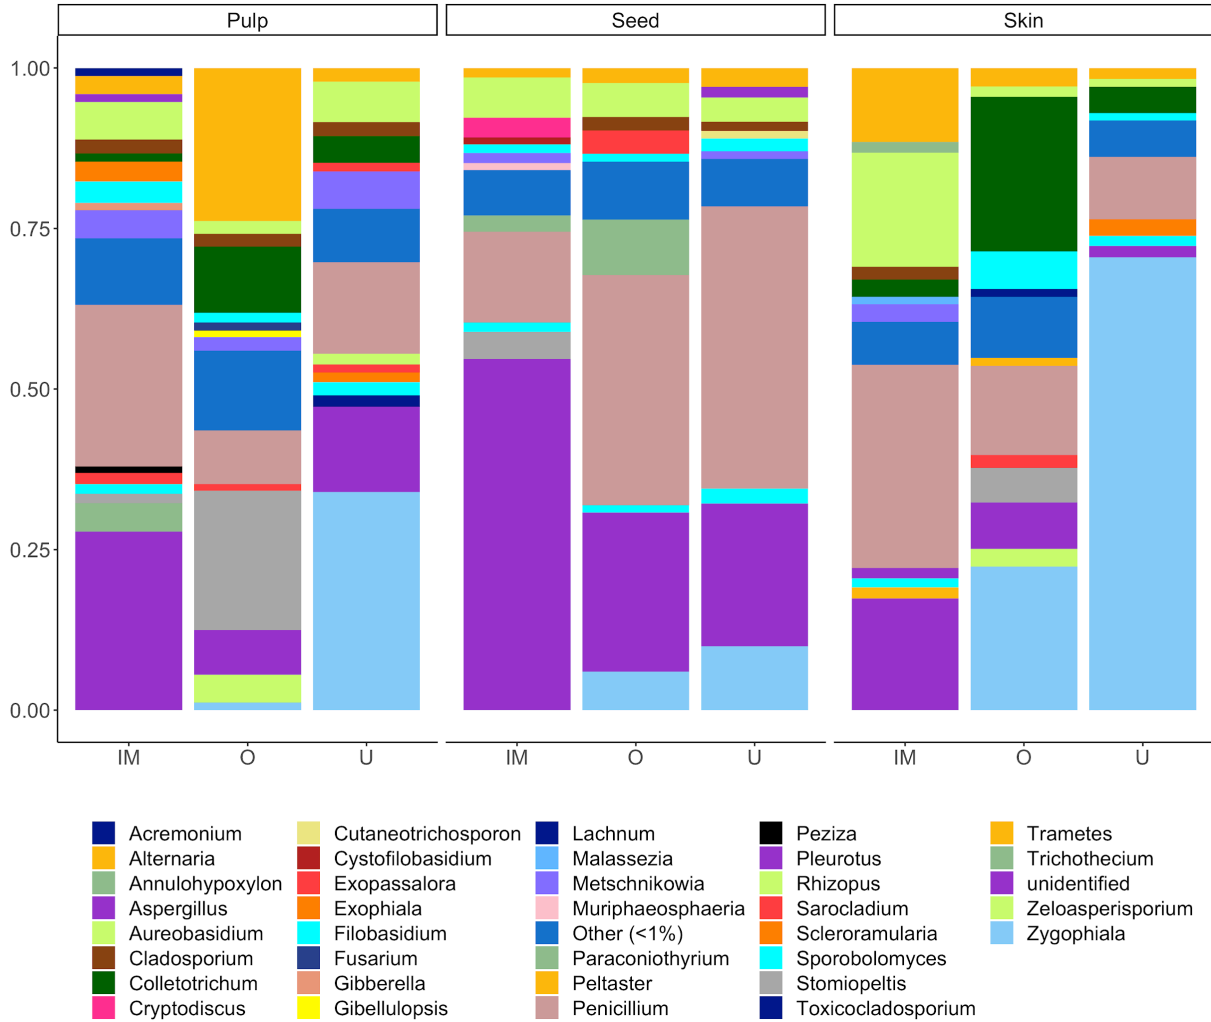 Pulp Seed Skin
1.00
0.75
0.50
0.25
0.00
IM O U IM O U IM O U
Acremonium Cutaneotrichosporon Lachnum Peziza Trametes
Alternaria Cystofilobasidium Malassezia Pleurotus Trichothecium
Annulohypoxylon Exopassalora Metschnikowia Rhizopus unidentified
Aspergillus Exophiala Muriphaeosphaeria Sarocladium Zeloasperisporium
Aureobasidium Filobasidium Other (<1%) Scleroramularia Zygophiala
Cladosporium Fusarium Paraconiothyrium Sporobolomyces
Colletotrichum Gibberella Peltaster Stomiopeltis
Cryptodiscus Gibellulopsis Penicillium Toxicocladosporium